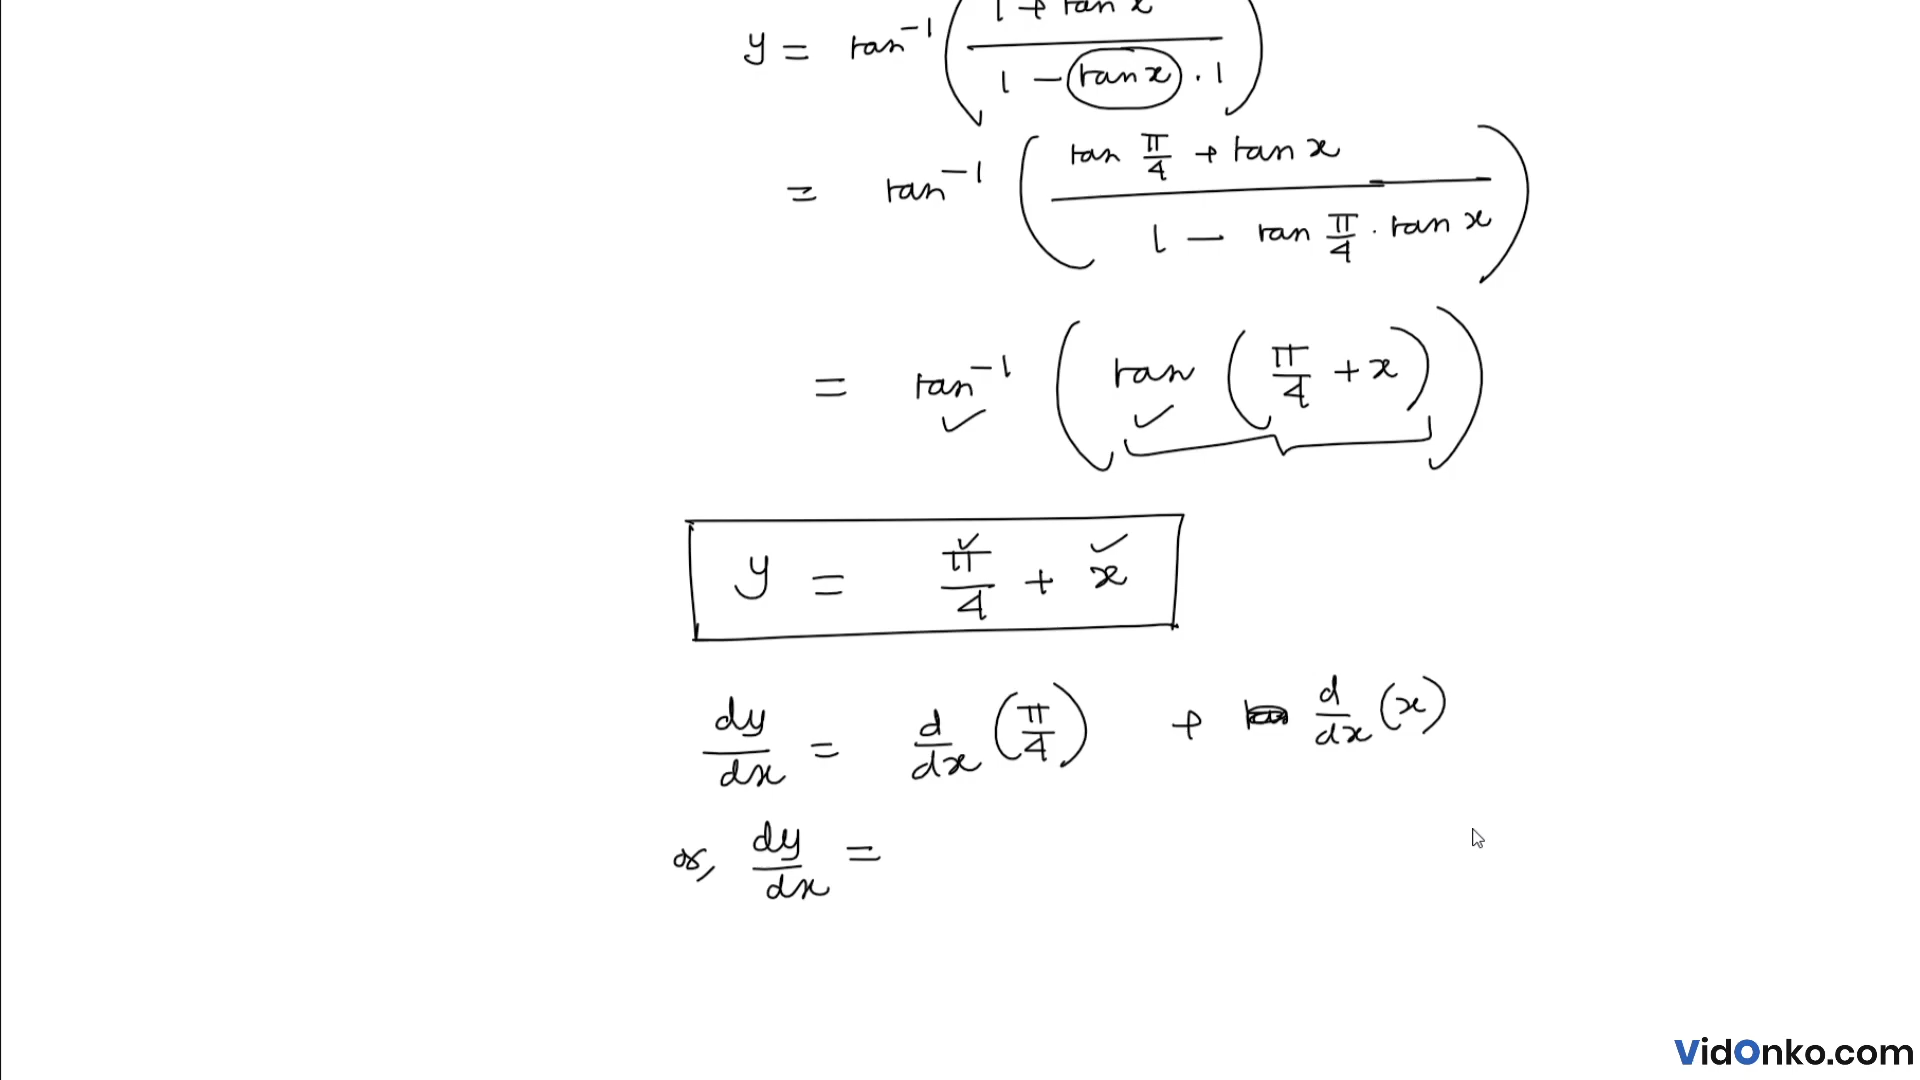 y = tan⁻¹ ( (1 + tan x) / (1 − tan x · 1) )
= tan⁻¹ ( (tan π/4 + tan x) / (1 − tan π/4 · tan x) )
= tan⁻¹ ( tan ( π/4 + x ) )
y = π/4 + x
dy/dx = d/dx (π/4) + d/dx (x)
or, dy/dx =
VidOnko.com